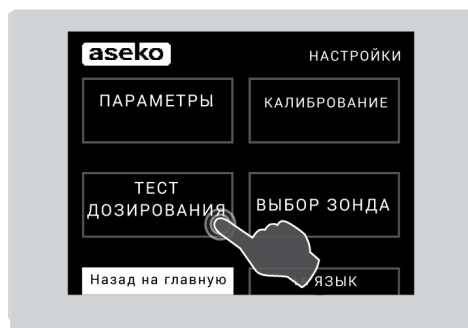 aseko
НАСТРОЙКИ
ПАРАМЕТРЫ
КАЛИБРОВАНИЕ
ТЕСТ
ДОЗИРОВАНИЯ
ВЫБОР ЗОНДА
Назад на главную
ЯЗЫК